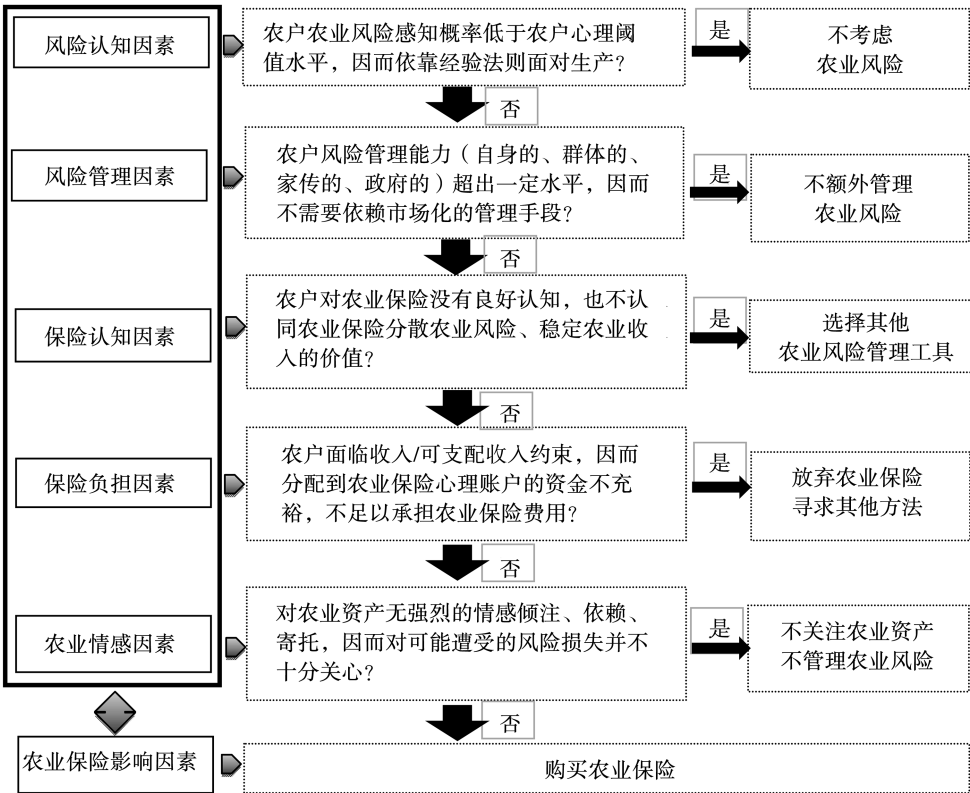 风险认知因素
农户农业风险感知概率低于农户心理阈
值水平，因而依靠经验法则面对生产？
是
不考虑
农业风险
否
风险管理因素
农户风险管理能力（自身的、群体的、
家传的、政府的）超出一定水平，因而
不需要依赖市场化的管理手段？
是
不额外管理
农业风险
否
保险认知因素
农户对农业保险没有良好认知，也不认
同农业保险分散农业风险、稳定农业收
入的价值？
是
选择其他
农业风险管理工具
否
保险负担因素
农户面临收入/可支配收入约束，因而
分配到农业保险心理账户的资金不充
裕，不足以承担农业保险费用？
是
放弃农业保险
寻求其他方法
否
农业情感因素
对农业资产无强烈的情感倾注、依赖、
寄托，因而对可能遭受的风险损失并不
十分关心？
是
不关注农业资产
不管理农业风险
否
农业保险影响因素
购买农业保险